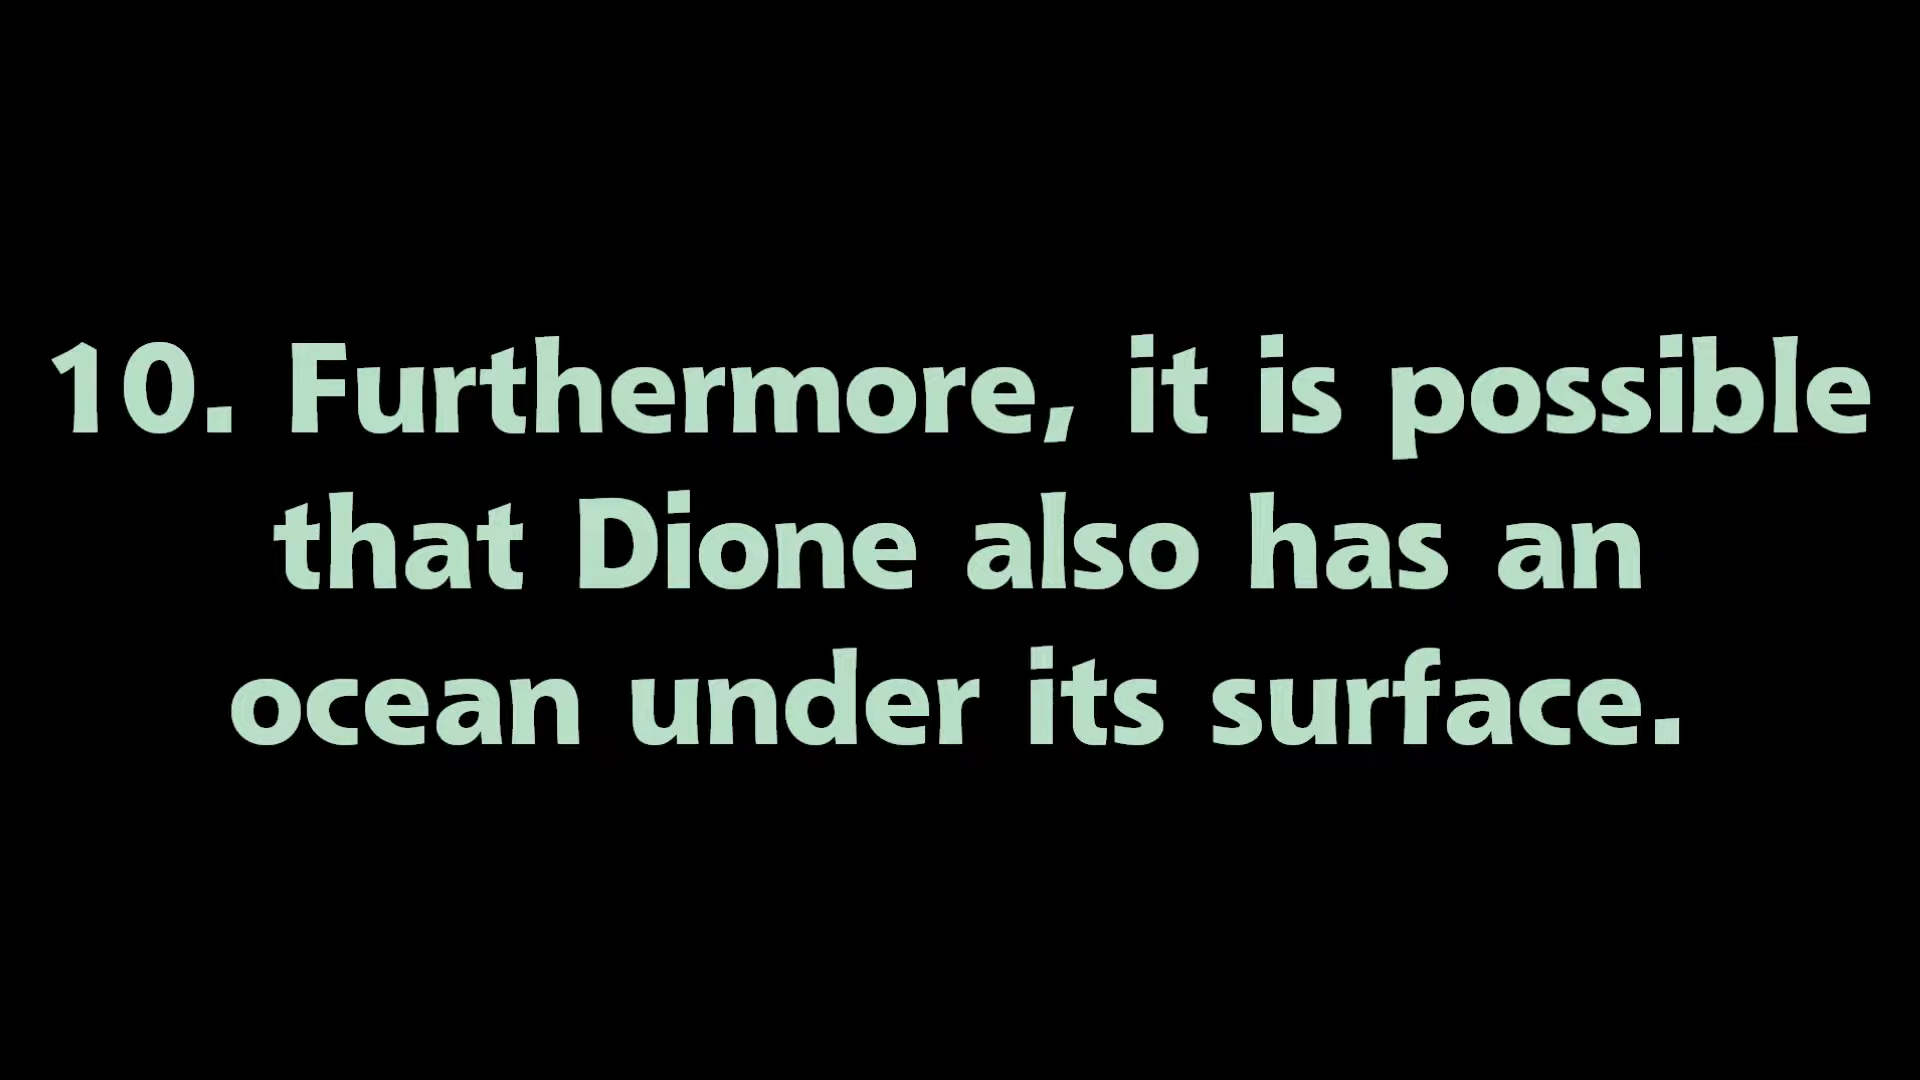 10. Furthermore, it is possible
that Dione also has an
ocean under its surface.